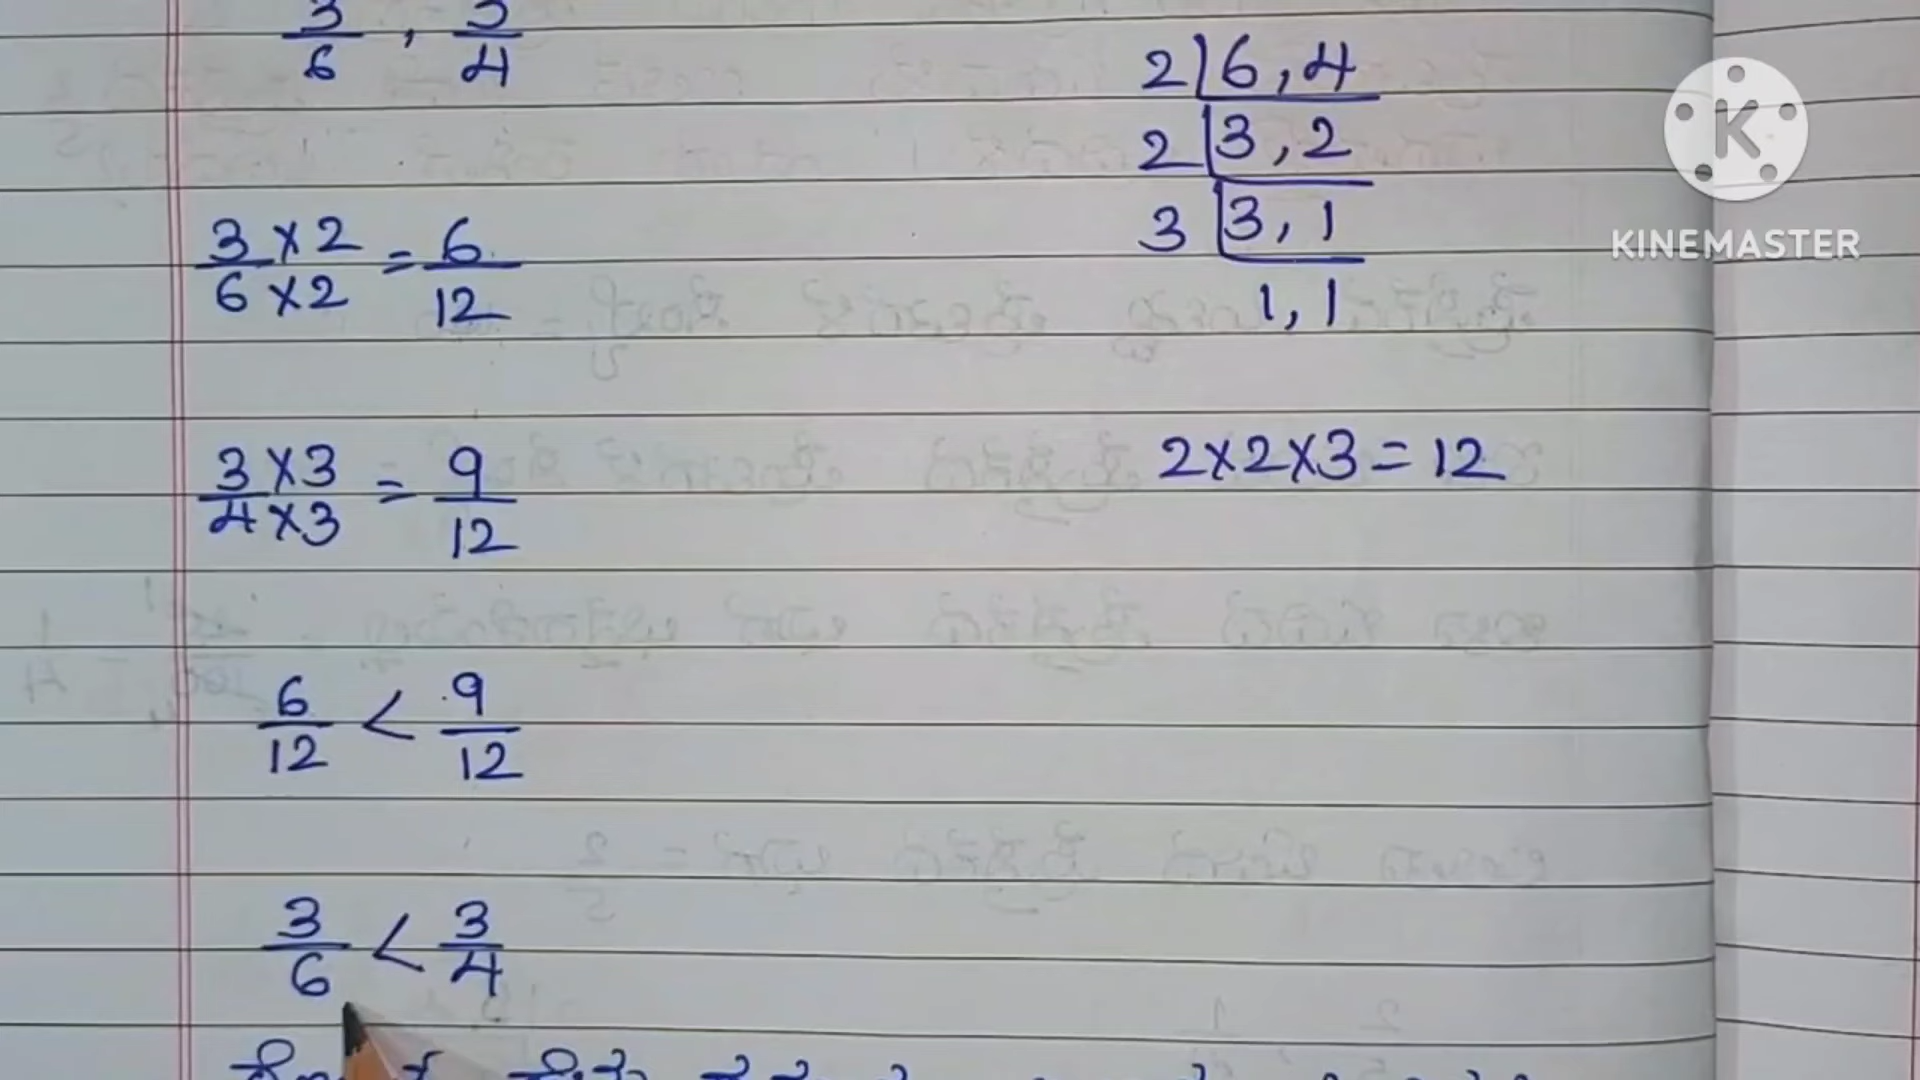 3/6 , 3/4
2 | 6, 4
2 | 3, 2
3 | 3, 1
1, 1
3 × 2 / 6 × 2 = 6/12
3 × 3 / 4 × 3 = 9/12
2 × 2 × 3 = 12
6/12 < 9/12
3/6 < 3/4
K
KINEMASTER